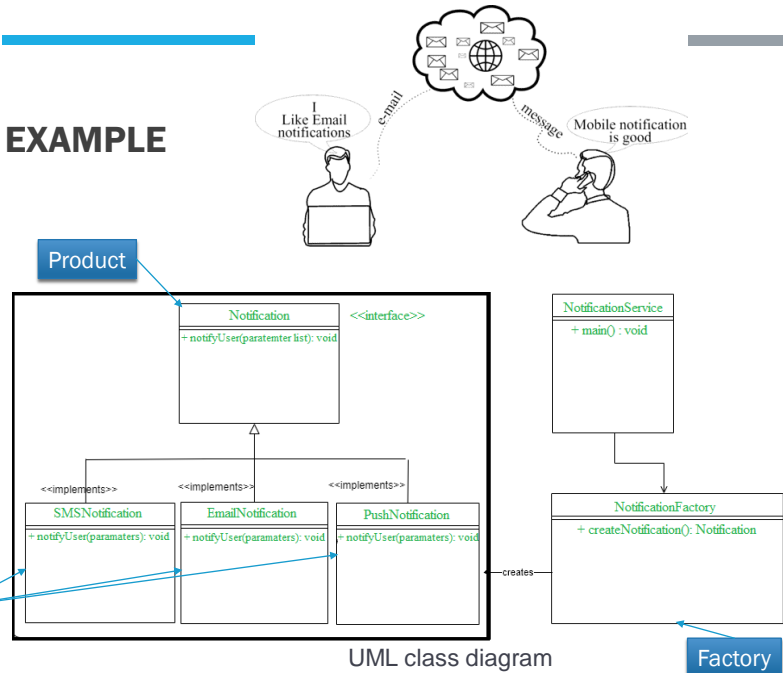 EXAMPLE
I
Like Email
notifications
e-mail
message
Mobile notification
is good
Product
Notification
<<interface>>
+ notifyUser(paratemter list): void
NotificationService
+ main() : void
<<implements>>
<<implements>>
<<implements>>
SMSNotification
+ notifyUser(paramaters): void
EmailNotification
+ notifyUser(paramaters): void
PushNotification
+ notifyUser(paramaters): void
NotificationFactory
+ createNotification(): Notification
creates
UML class diagram
Factory